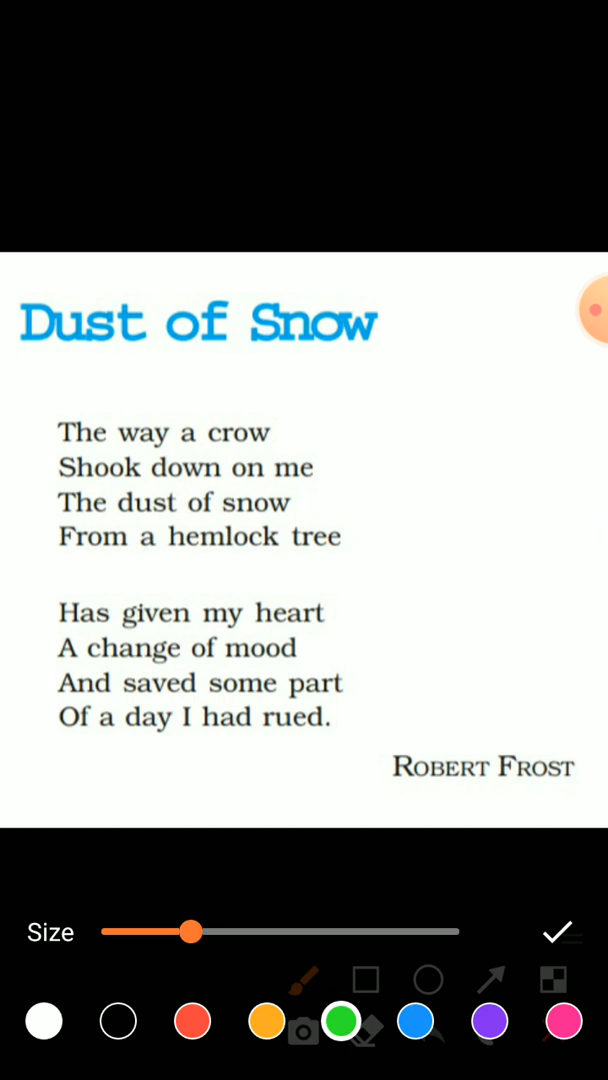 Dust of Snow
The way a crow
Shook down on me
The dust of snow
From a hemlock tree
Has given my heart
A change of mood
And saved some part
Of a day I had rued.
ROBERT FROST
Size